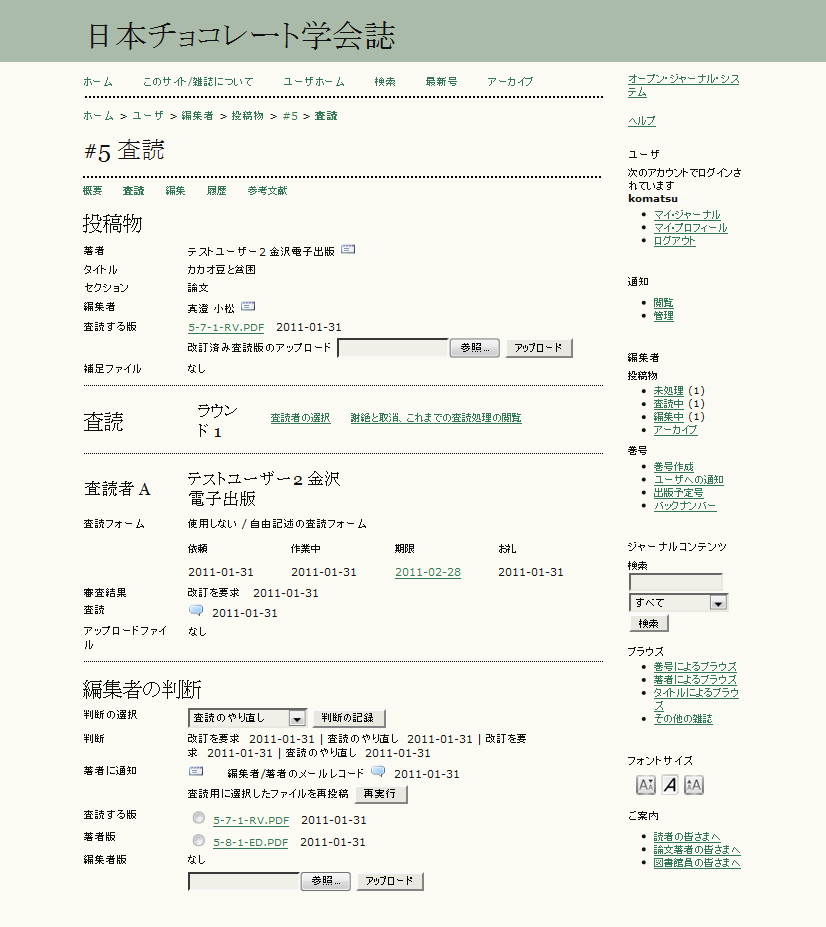 日本チョコレート学会誌
ホーム このサイト/雑誌について ユーザホーム 検索 最新号 アーカイブ
ホーム > ユーザ > 編集者 > 投稿物 > #5 > 査読
#5 査読
概要 査読 編集 履歴 参考文献
投稿物
著者 テストユーザー2 金沢電子出版
タイトル カカオ豆と貧困
セクション 論文
編集者 真澄 小松
査読する版 5-7-1-RV.PDF 2011-01-31
改訂済み査読版のアップロード 参照... アップロード
補足ファイル なし
査読 ラウン
ド 1
査読者の選択 謝絶と取消、これまでの査読処理の閲覧
査読者 A テストユーザー2 金沢
電子出版
査読フォーム 使用しない / 自由記述の査読フォーム
依頼 作業中 期限 お礼
2011-01-31 2011-01-31 2011-02-28 2011-01-31
審査結果 改訂を要求 2011-01-31
査読 2011-01-31
アップロードファイ
ル
なし
編集者の判断
判断の選択 査読のやり直し 判断の記録
判断 改訂を要求 2011-01-31 | 査読のやり直し 2011-01-31 | 改訂を要
求 2011-01-31 | 査読のやり直し 2011-01-31
著者に通知 編集者/著者のメールレコード 2011-01-31
査読用に選択したファイルを再投稿 再実行
査読する版 5-7-1-RV.PDF 2011-01-31
著者版 5-8-1-ED.PDF 2011-01-31
編集者版 なし
参照... アップロード
オープン・ジャーナル・シス
テム
ヘルプ
ユーザ
次のアカウントでログインさ
れています
komatsu
マイ・ジャーナル
マイ・プロフィール
ログアウト
通知
閲覧
管理
編集者
投稿物
未処理 (1)
査読中 (1)
編集中 (1)
アーカイブ
巻号
巻号作成
ユーザへの通知
出版予定号
バックナンバー
ジャーナルコンテンツ
検索
すべて
検索
ブラウズ
巻号によるブラウズ
著者によるブラウズ
タイトルによるブラウ
ズ
その他の雑誌
フォントサイズ
A A A
ご案内
読者の皆さまへ
論文著者の皆さまへ
図書館員の皆さまへ